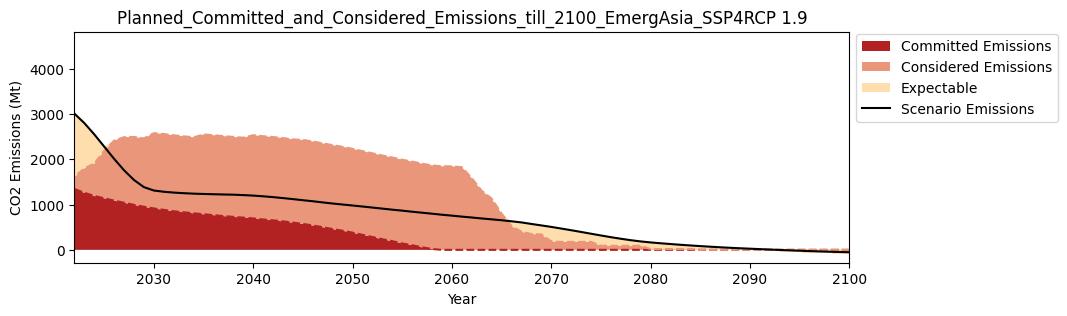 Planned_Committed_and_Considered_Emissions_till_2100_EmergAsia_SSP4RCP 1.9
Committed Emissions
Considered Emissions
Expectable
Scenario Emissions
CO2 Emissions (Mt)
4000
3000
2000
1000
0
2030 2040 2050 2060 2070 2080 2090 2100
Year